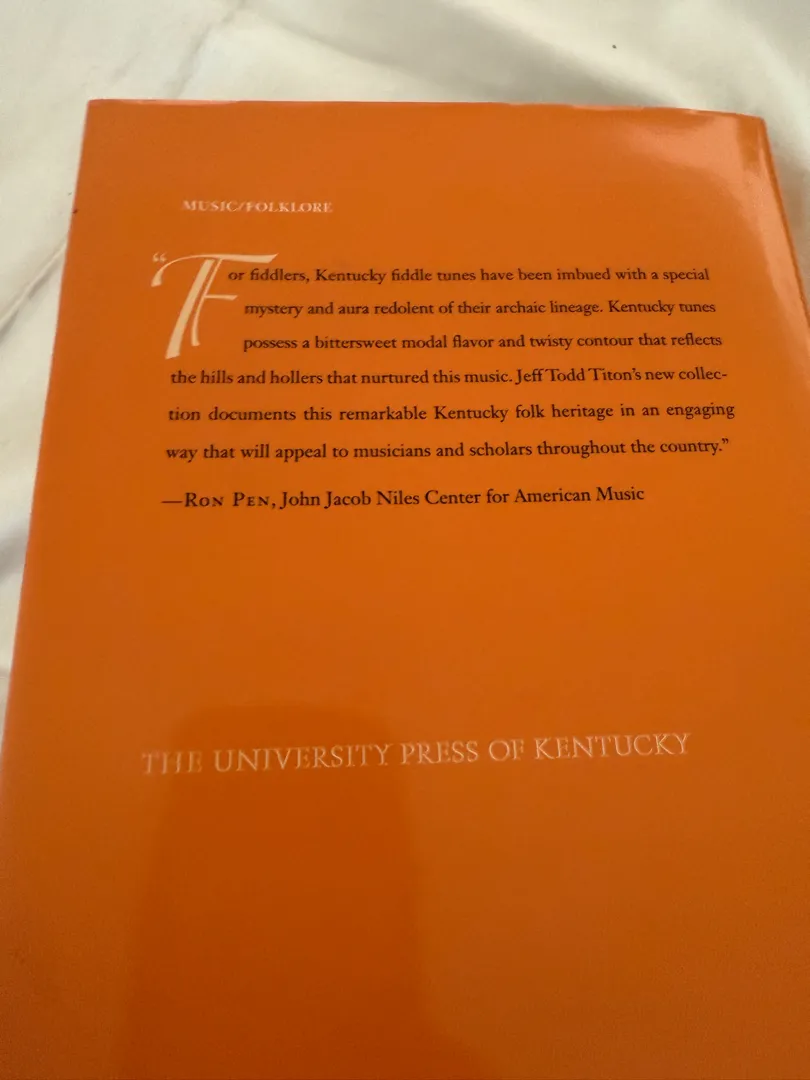 MUSIC/FOLKLORE
“For fiddlers, Kentucky fiddle tunes have been imbued with a special
mystery and aura redolent of their archaic lineage. Kentucky tunes
possess a bittersweet modal flavor and twisty contour that reflects
the hills and hollers that nurtured this music. Jeff Todd Titon’s new collec-
tion documents this remarkable Kentucky folk heritage in an engaging
way that will appeal to musicians and scholars throughout the country.”
—RON PEN, John Jacob Niles Center for American Music
THE UNIVERSITY PRESS OF KENTUCKY